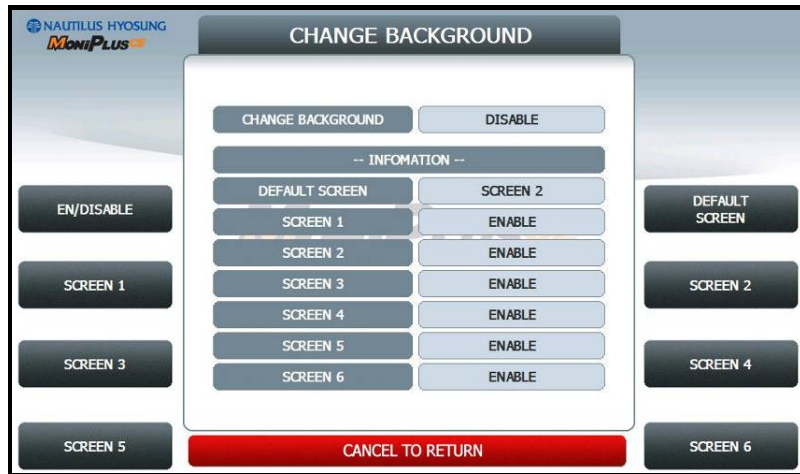 NAUTILUS HYOSUNG
MoniPlusCE
CHANGE BACKGROUND
CHANGE BACKGROUND DISABLE
-- INFOMATION --
DEFAULT SCREEN SCREEN 2
SCREEN 1 ENABLE
SCREEN 2 ENABLE
SCREEN 3 ENABLE
SCREEN 4 ENABLE
SCREEN 5 ENABLE
SCREEN 6 ENABLE
EN/DISABLE
SCREEN 1
SCREEN 3
SCREEN 5
DEFAULT
SCREEN
SCREEN 2
SCREEN 4
SCREEN 6
CANCEL TO RETURN